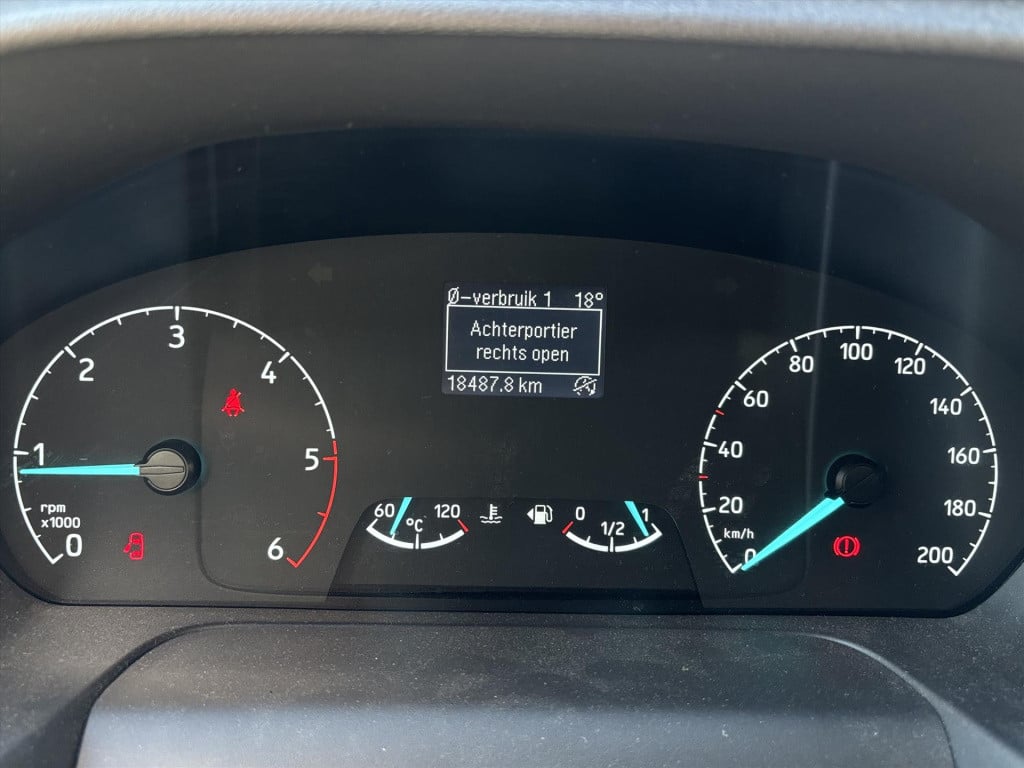 Ø-verbruik 1 18°
Achterportier
rechts open
18487.8 km
0 1 2 3 4 5 6
rpm
x1000
60 120
°C
0 1/2 1
0 20 40 60 80 100 120 140 160 180 200
km/h